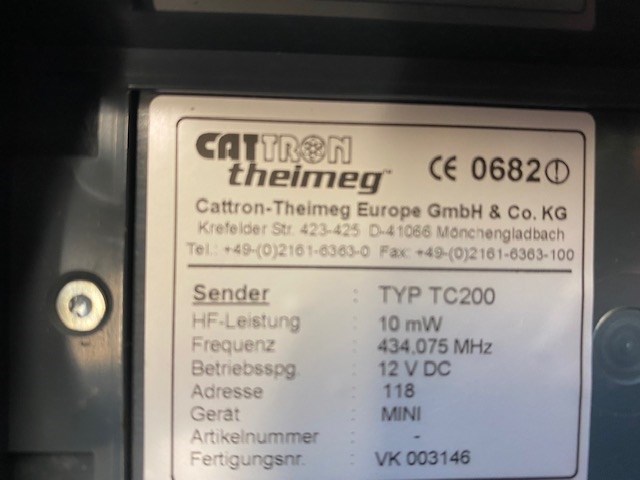 CATTRON
theimeg™
CE 0682
Cattron-Theimeg Europe GmbH & Co. KG
Krefelder Str. 423-425 D-41066 Mönchengladbach
Tel.: +49-(0)2161-6363-0 Fax: +49-(0)2161-6363-100
Sender : TYP TC200
HF-Leistung : 10 mW
Frequenz : 434.075 MHz
Betriebsspg. : 12 V DC
Adresse : 118
Gerät : MINI
Artikelnummer : -
Fertigungsnr. : VK 003146